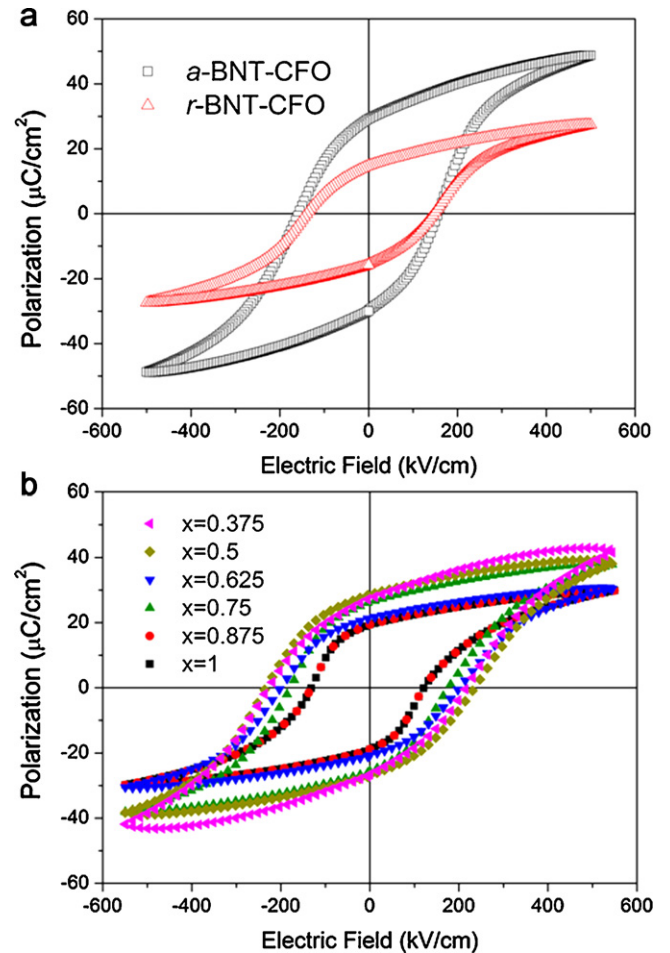 a
60
40
20
0
-20
-40
-60
Polarization (μC/cm²)
a-BNT-CFO
r-BNT-CFO
-600 -400 -200 0 200 400 600
Electric Field (kV/cm)
b
60
40
20
0
-20
-40
-60
Polarization (μC/cm²)
x=0.375
x=0.5
x=0.625
x=0.75
x=0.875
x=1
-600 -400 -200 0 200 400 600
Electric Field (kV/cm)